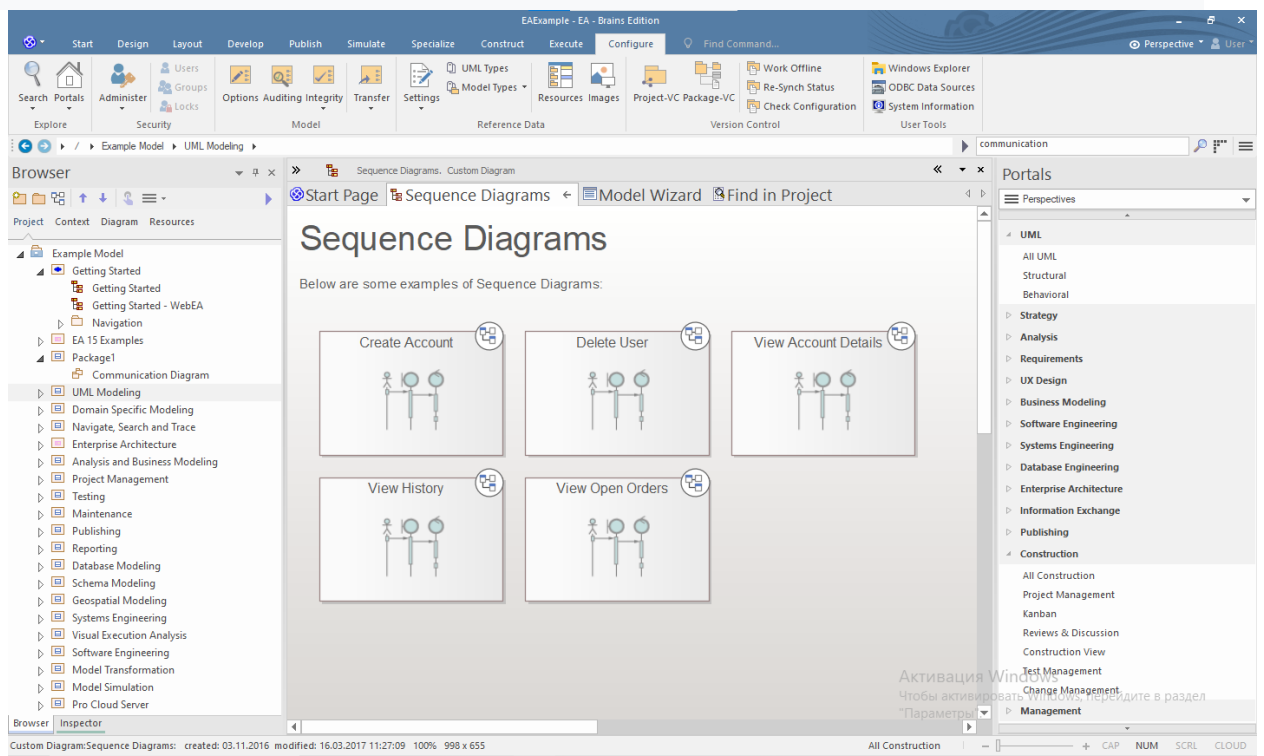 EAExample - EA - Brains Edition
Start Design Layout Develop Publish Simulate Specialize Construct Execute Configure Find Command... Perspective User
Search Portals Administer Users Groups Locks Options Auditing Integrity Transfer Settings UML Types Model Types Resources Images Project-VC Package-VC Work Offline Re-Synch Status Check Configuration Windows Explorer ODBC Data Sources System Information
Explore Security Model Reference Data Version Control User Tools
/ Example Model UML Modeling communication
Browser
Project Context Diagram Resources
Example Model
Getting Started
Getting Started
Getting Started - WebEA
Navigation
EA 15 Examples
Package1
Communication Diagram
UML Modeling
Domain Specific Modeling
Navigate, Search and Trace
Enterprise Architecture
Analysis and Business Modeling
Project Management
Testing
Maintenance
Publishing
Reporting
Database Modeling
Schema Modeling
Geospatial Modeling
Systems Engineering
Visual Execution Analysis
Software Engineering
Model Transformation
Model Simulation
Pro Cloud Server
Browser Inspector
Sequence Diagrams. Custom Diagram
Start Page Sequence Diagrams Model Wizard Find in Project
Sequence Diagrams
Below are some examples of Sequence Diagrams:
Create Account Delete User View Account Details
View History View Open Orders
Portals
Perspectives
UML
All UML
Structural
Behavioral
Strategy
Analysis
Requirements
UX Design
Business Modeling
Software Engineering
Systems Engineering
Database Engineering
Enterprise Architecture
Information Exchange
Publishing
Construction
All Construction
Project Management
Kanban
Reviews & Discussion
Construction View
Test Management
Change Management
Management
Активация Windows
Чтобы активировать Windows, перейдите в раздел
"Параметры".
Custom Diagram:Sequence Diagrams: created: 03.11.2016 modified: 16.03.2017 11:27:09 100% 998 x 655 All Construction CAP NUM SCRL CLOUD